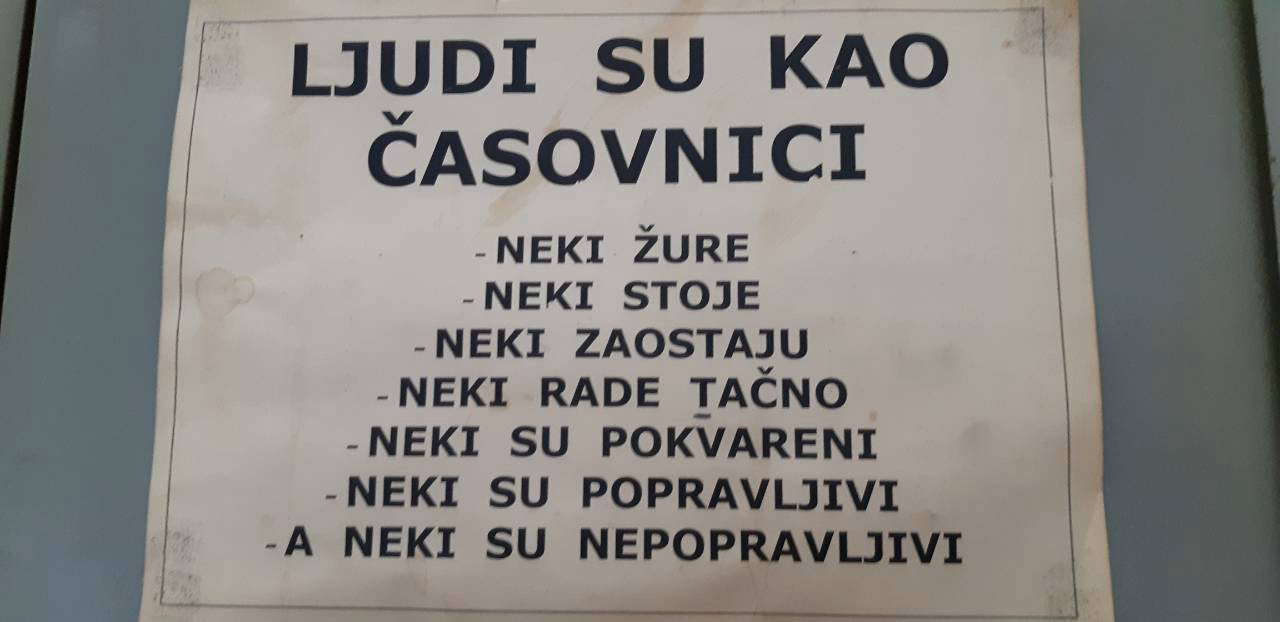 LJUDI SU KAO
ČASOVNICI
-NEKI ŽURE
-NEKI STOJE
-NEKI ZAOSTAJU
-NEKI RADE TAČNO
-NEKI SU POKVARENI
-NEKI SU POPRAVLJIVI
-A NEKI SU NEPOPRAVLJIVI